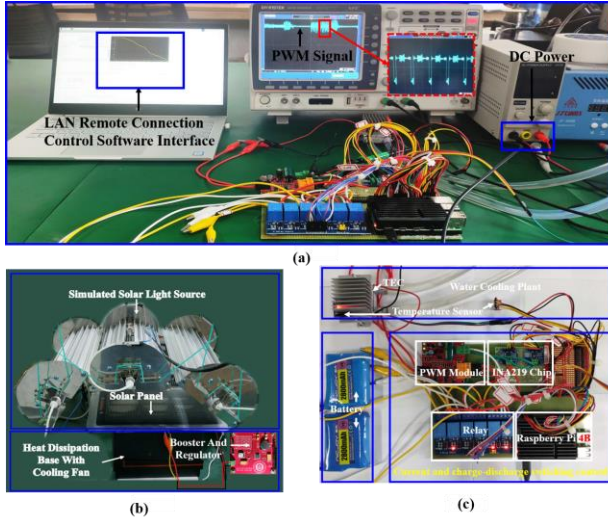 PWM Signal
DC Power
LAN Remote Connection
Control Software Interface
(a)
Simulated Solar Light Source
Solar Panel
Heat Dissipation
Base With
Cooling Fan
Booster And
Regulator
(b)
TEC
Water Cooling Plant
Temperature Sensor
PWM Module
INA219 Chip
Battery
Relay
Raspberry Pi 4B
Current and charge-discharge switching control
(c)